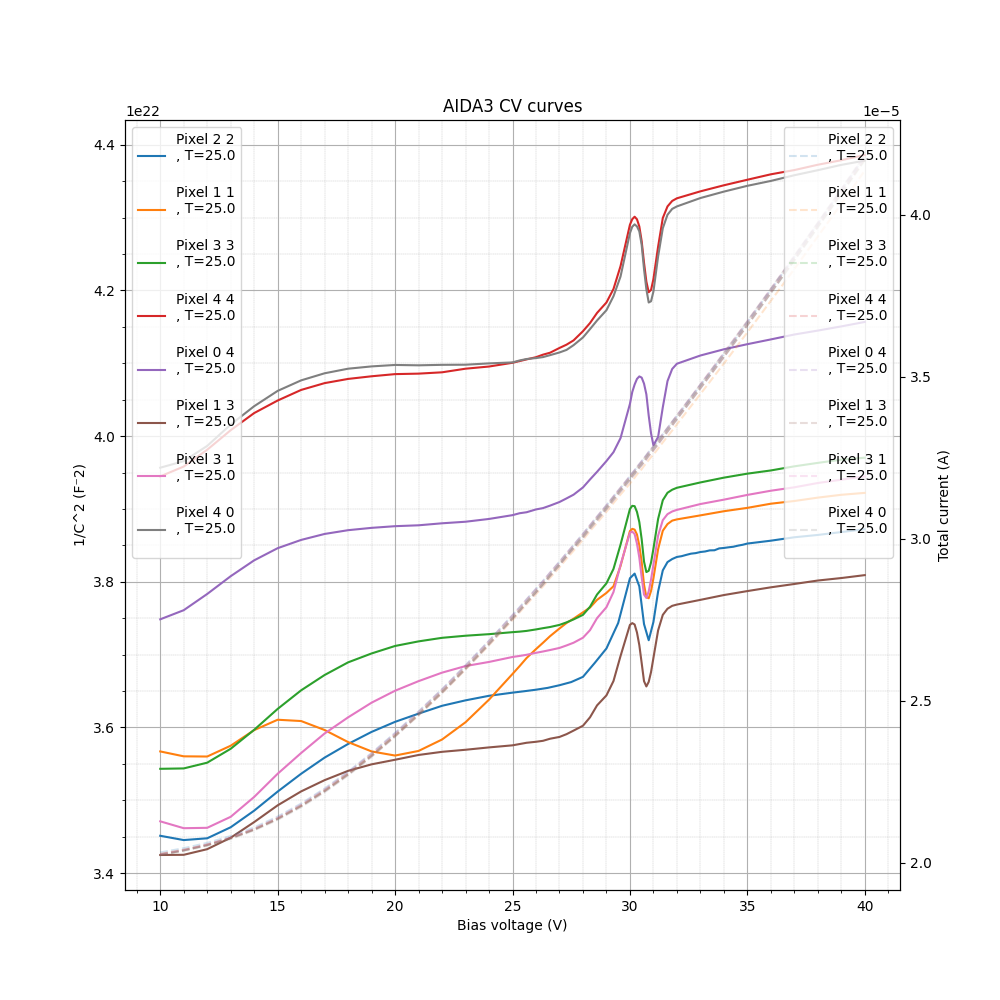 AIDA3 CV curves
1e22
1e−5
Pixel 2 2
, T=25.0
Pixel 1 1
, T=25.0
Pixel 3 3
, T=25.0
Pixel 4 4
, T=25.0
Pixel 0 4
, T=25.0
Pixel 1 3
, T=25.0
Pixel 3 1
, T=25.0
Pixel 4 0
, T=25.0
Pixel 2 2
, T=25.0
Pixel 1 1
, T=25.0
Pixel 3 3
, T=25.0
Pixel 4 4
, T=25.0
Pixel 0 4
, T=25.0
Pixel 1 3
, T=25.0
Pixel 3 1
, T=25.0
Pixel 4 0
, T=25.0
4.4
4.2
4.0
3.8
3.6
3.4
1/C^2 (F⁻2)
4.0
3.5
3.0
2.5
2.0
Total current (A)
10 15 20 25 30 35 40
Bias voltage (V)